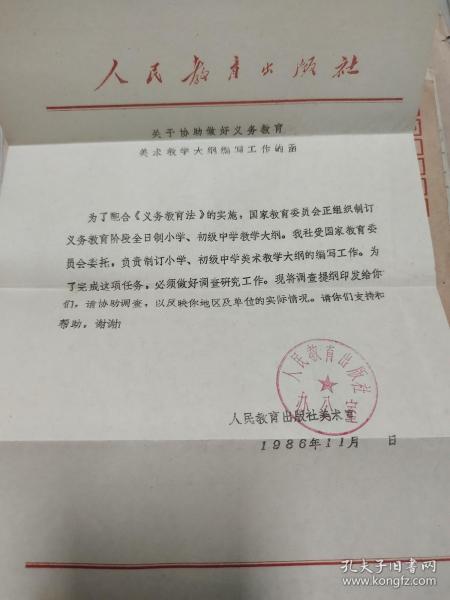 人民教育出版社
关于协助做好义务教育
美术教学大纲编写工作的函
为了配合《义务教育法》的实施，国家教育委员会正组织制订
义务教育阶段全日制小学、初级中学教学大纲。我社受国家教育委
员会委托，负责制订小学、初级中学美术教学大纲的编写工作。为
了完成这项任务，必须做好调查研究工作。现将调查提纲印发给你
们，请协助调查，以反映你地区及单位的实际情况。请你们支持和
帮助，谢谢！
人民教育出版社
办公室
人民教育出版社美术室
1986年11月　日
孔夫子旧书网
www.kongfz.com